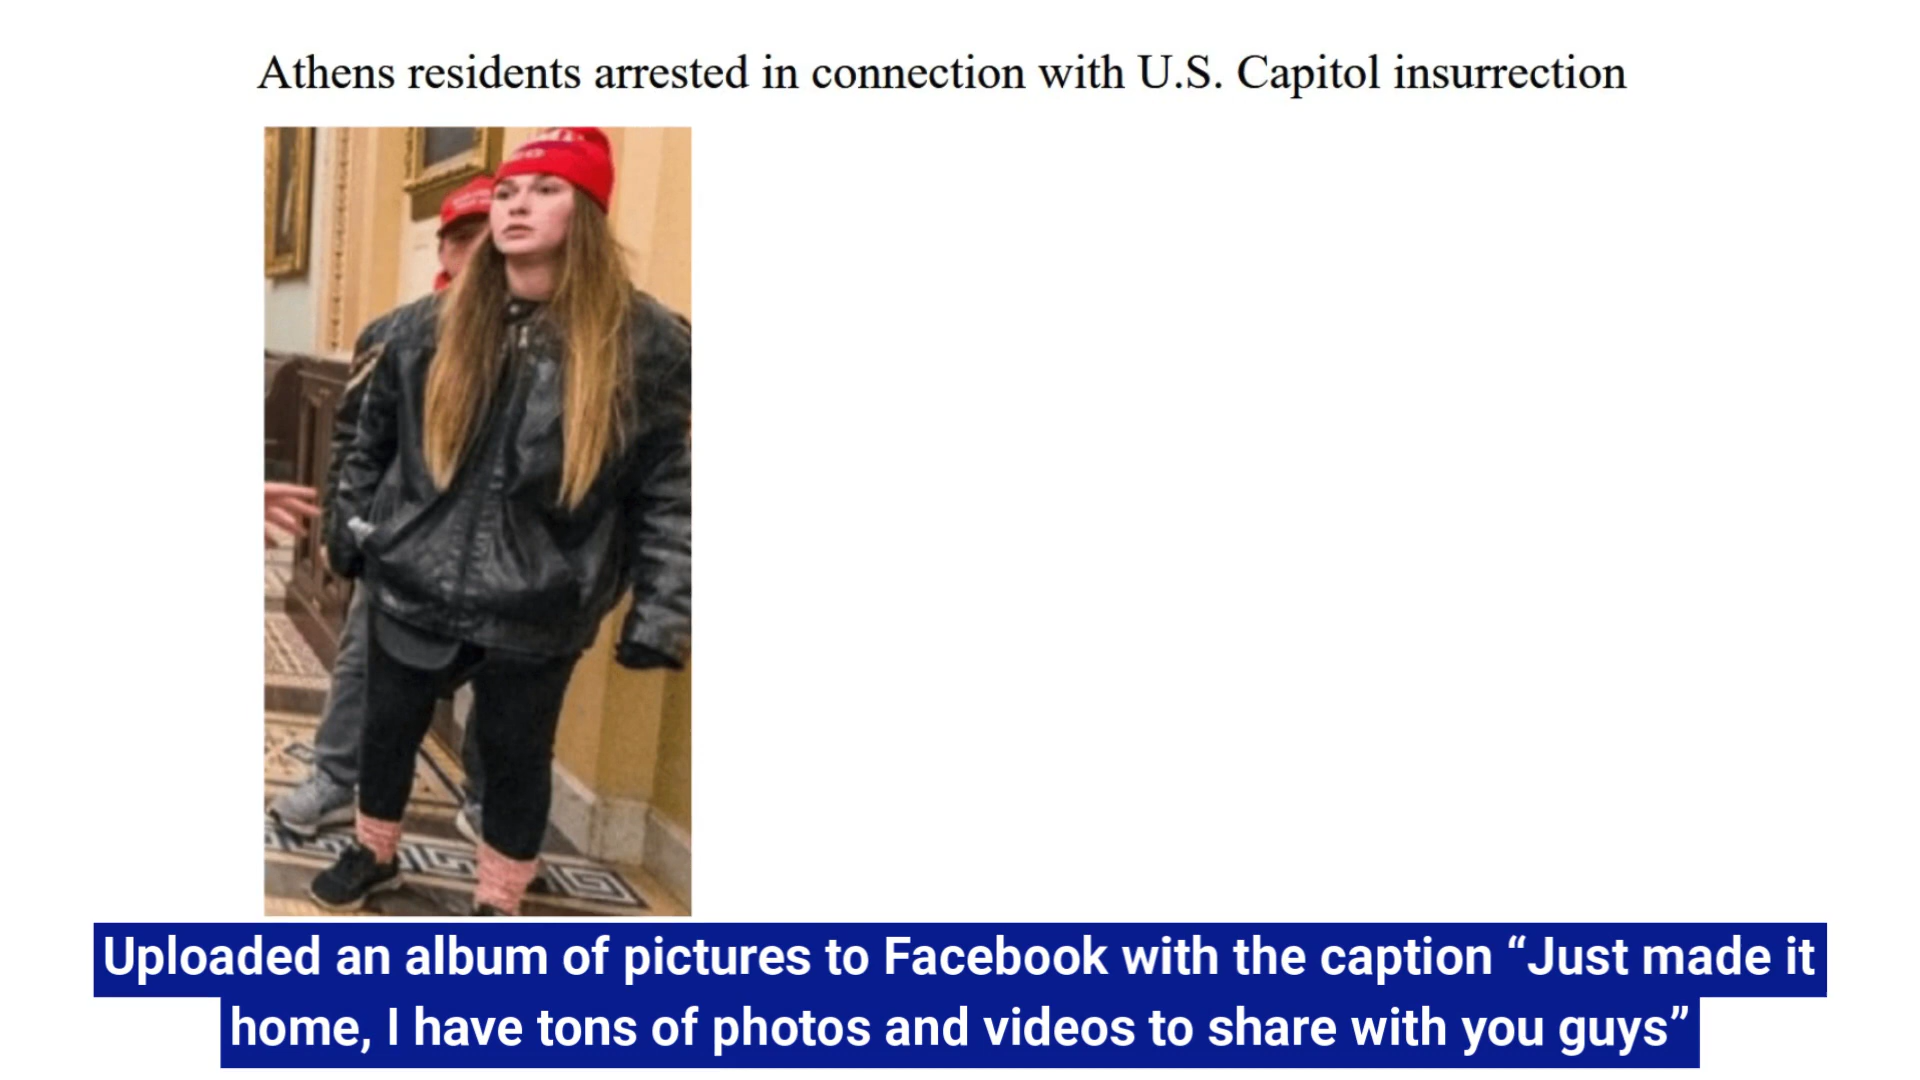 Athens residents arrested in connection with U.S. Capitol insurrection
Uploaded an album of pictures to Facebook with the caption “Just made it
home, I have tons of photos and videos to share with you guys”